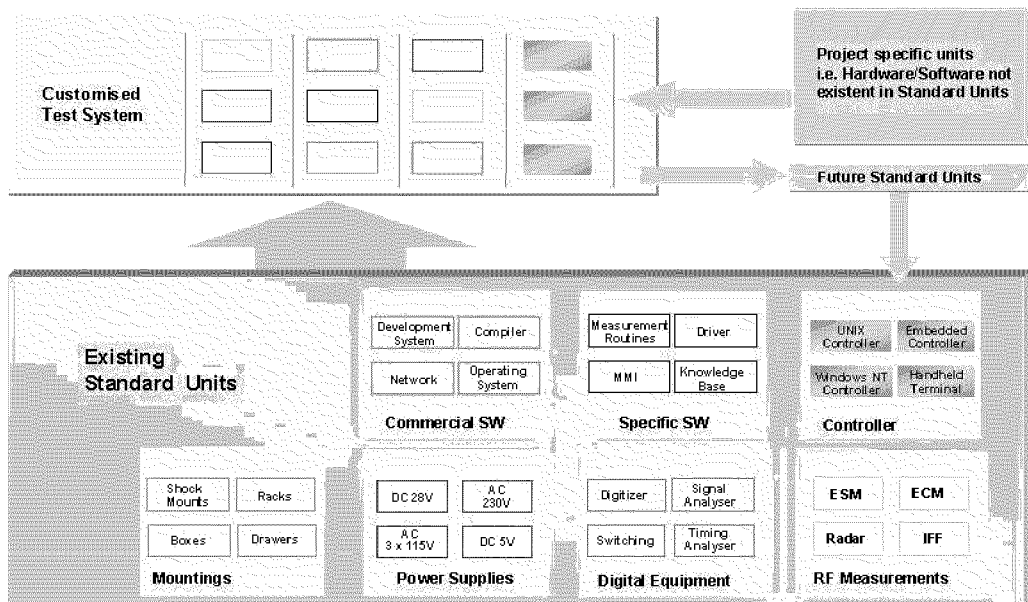 Customised
Test System
Project specific units
i.e. Hardware/Software not
existent in Standard Units
Future Standard Units
Existing
Standard Units
Development
System
Compiler
Network
Operating
System
Commercial SW
Measurement
Routines
Driver
MMI
Knowledge
Base
Specific SW
UNIX
Controller
Embedded
Controller
Windows NT
Controller
Handheld
Terminal
Controller
Shock
Mounts
Racks
Boxes
Drawers
Mountings
DC 28V
AC
230V
AC
3 x 115V
DC 5V
Power Supplies
Digitizer
Signal
Analyser
Switching
Timing
Analyser
Digital Equipment
ESM
ECM
Radar
IFF
RF Measurements